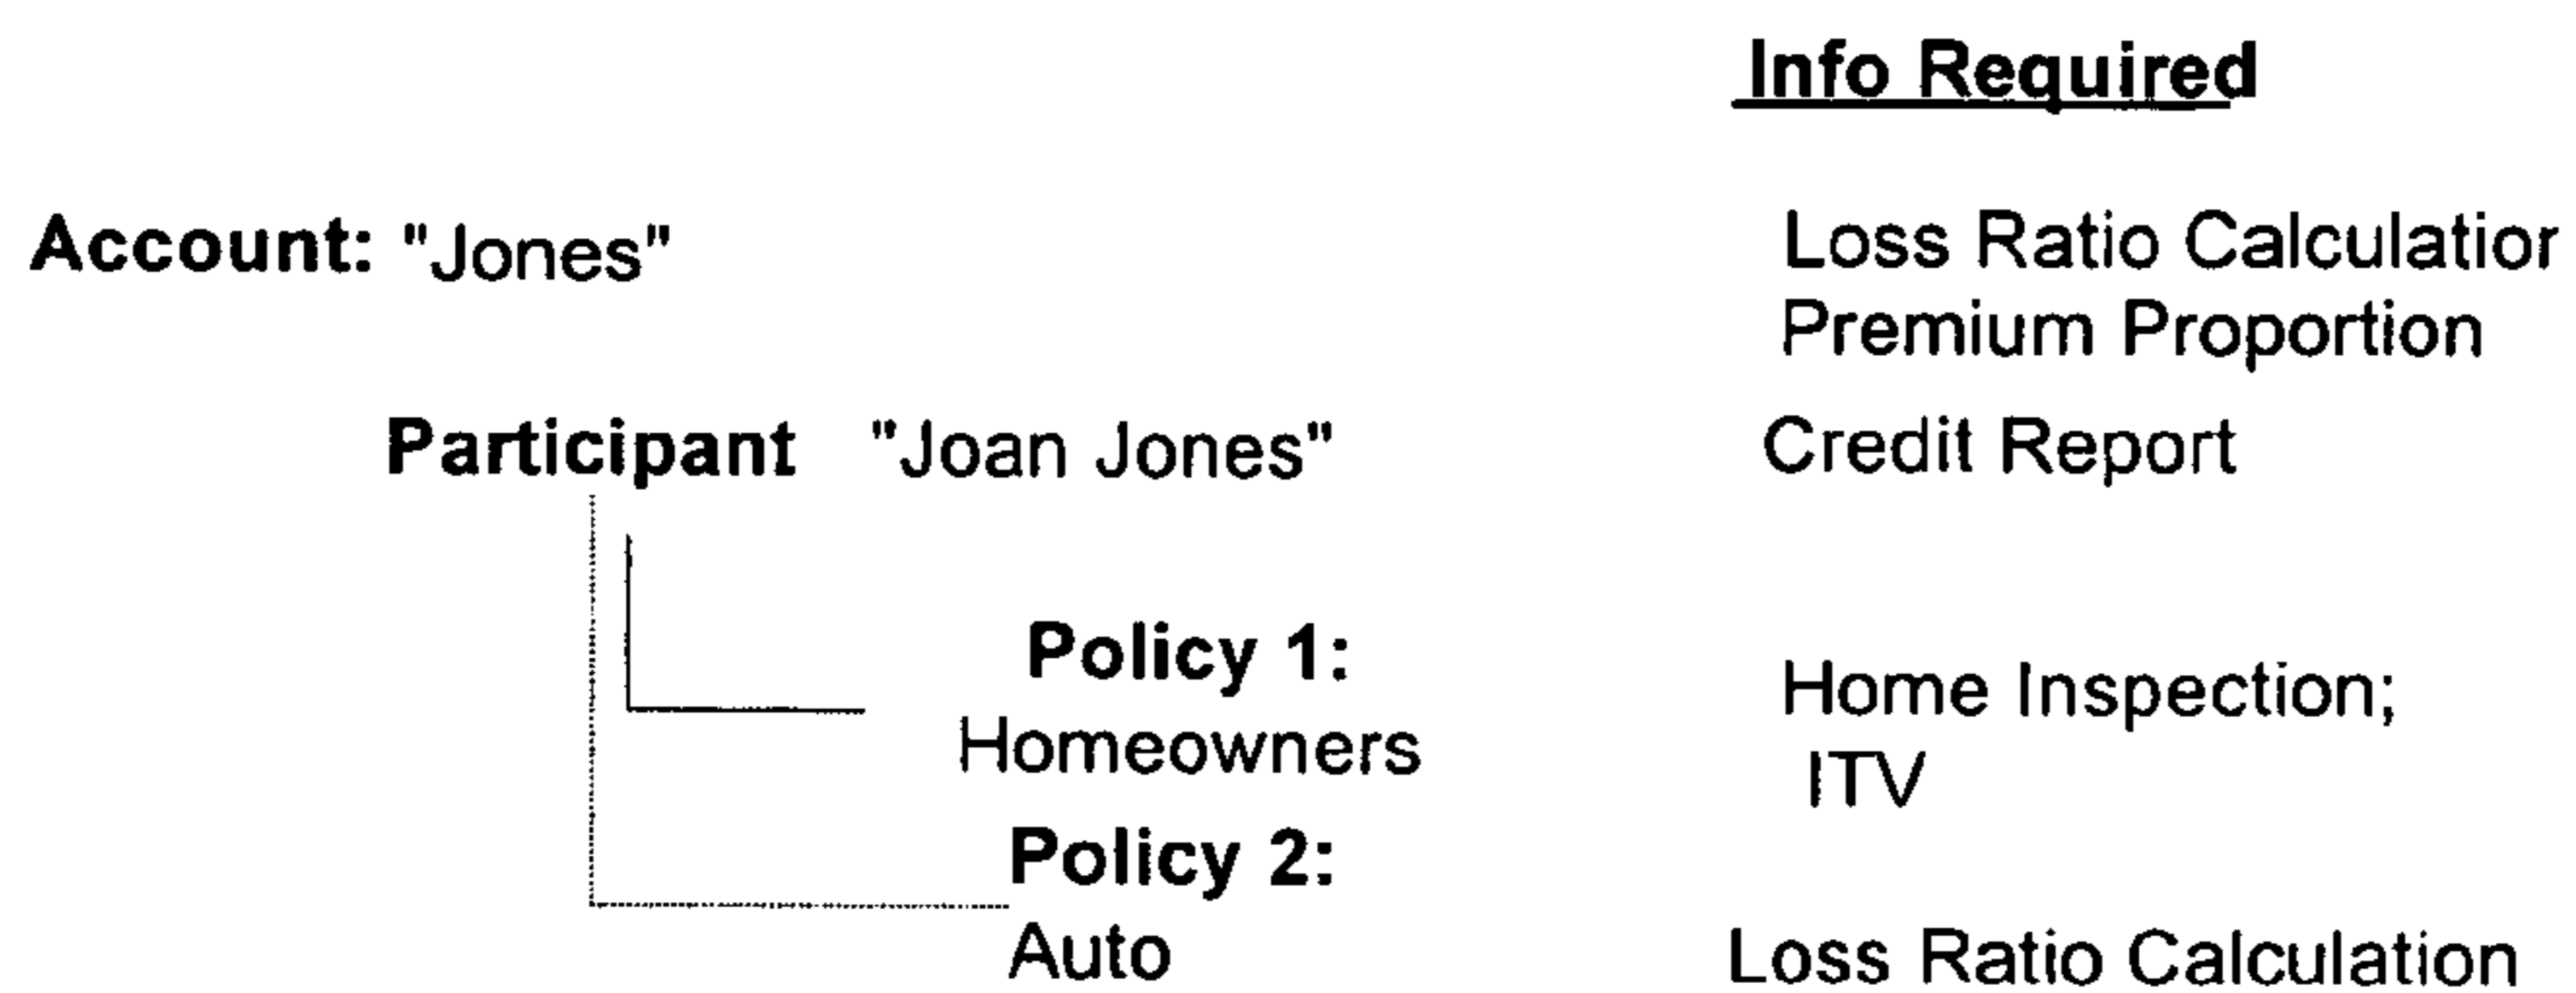 Info Required
Account: "Jones" Loss Ratio Calculatior
Premium Proportion
Participant "Joan Jones" Credit Report
Policy 1:
Homeowners
Home Inspection;
ITV
Policy 2:
Auto
Loss Ratio Calculation